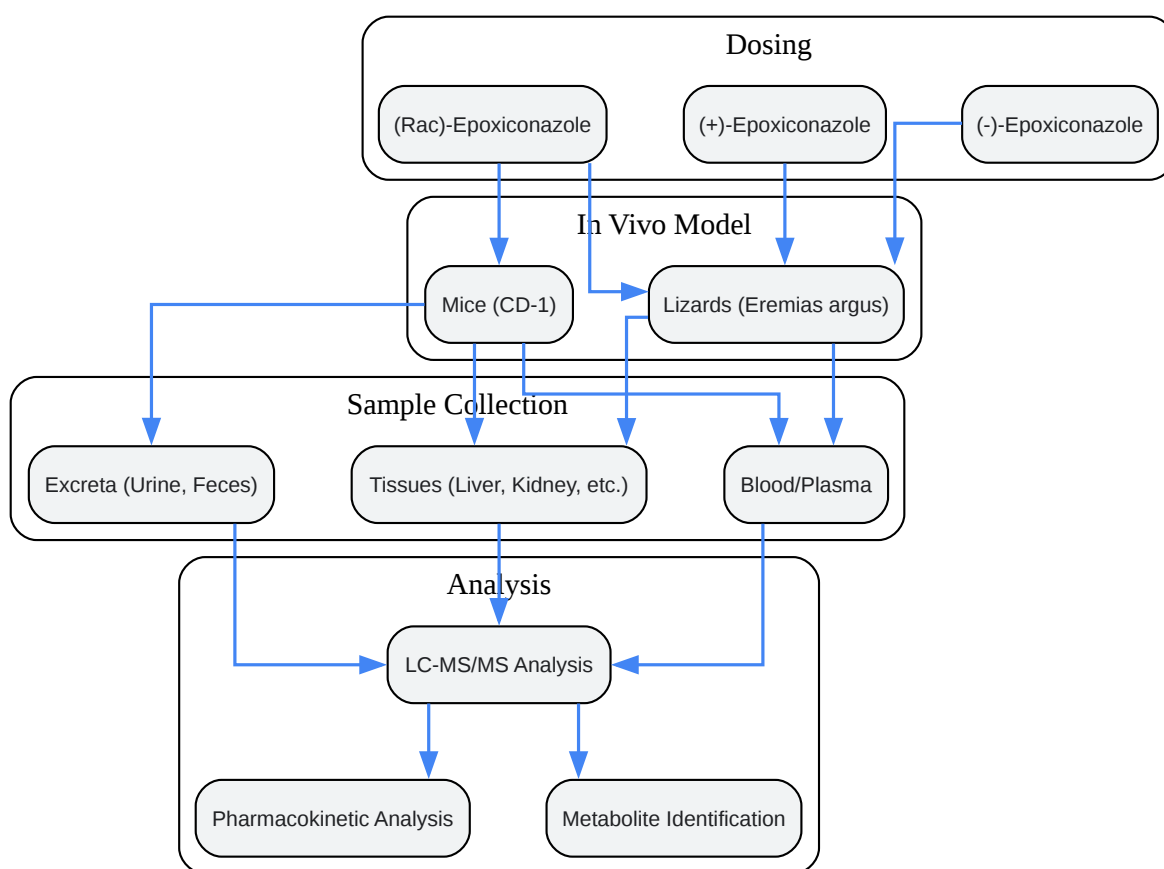 Dosing
(Rac)-Epoxiconazole
(+)-Epoxiconazole
(-)-Epoxiconazole
In Vivo Model
Mice (CD-1)
Lizards (Eremias argus)
Sample Collection
Excreta (Urine, Feces)
Tissues (Liver, Kidney, etc.)
Blood/Plasma
Analysis
LC-MS/MS Analysis
Pharmacokinetic Analysis
Metabolite Identification